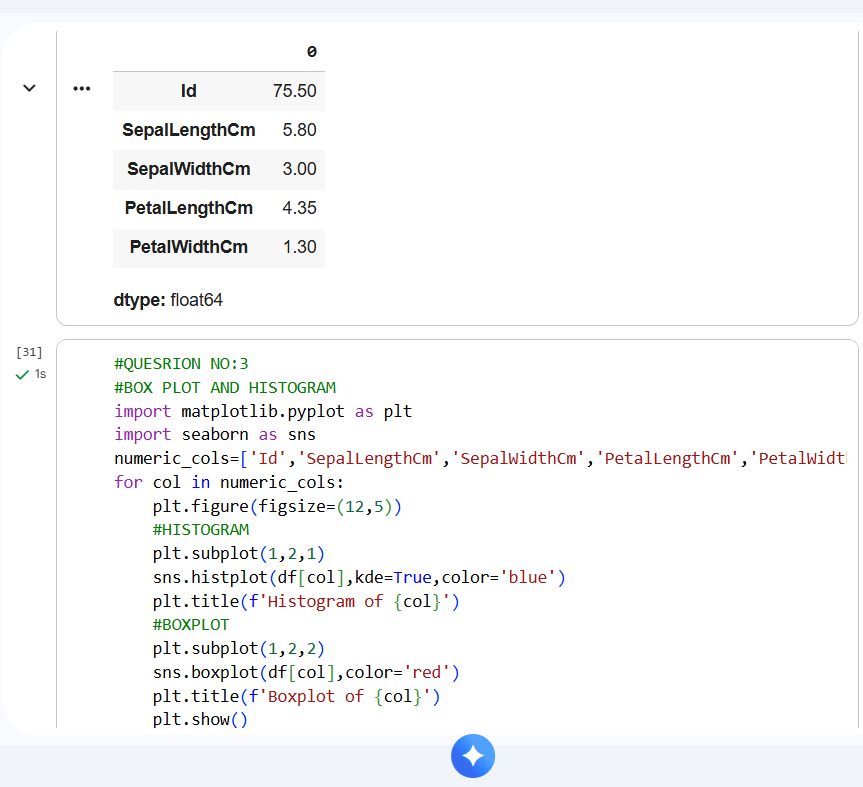 0
Id 75.50
SepalLengthCm 5.80
SepalWidthCm 3.00
PetalLengthCm 4.35
PetalWidthCm 1.30
dtype: float64
[31]
1s
#QUESRION NO:3
#BOX PLOT AND HISTOGRAM
import matplotlib.pyplot as plt
import seaborn as sns
numeric_cols=['Id','SepalLengthCm','SepalWidthCm','PetalLengthCm','PetalWidt
for col in numeric_cols:
    plt.figure(figsize=(12,5))
    #HISTOGRAM
    plt.subplot(1,2,1)
    sns.histplot(df[col],kde=True,color='blue')
    plt.title(f'Histogram of {col}')
    #BOXPLOT
    plt.subplot(1,2,2)
    sns.boxplot(df[col],color='red')
    plt.title(f'Boxplot of {col}')
    plt.show()